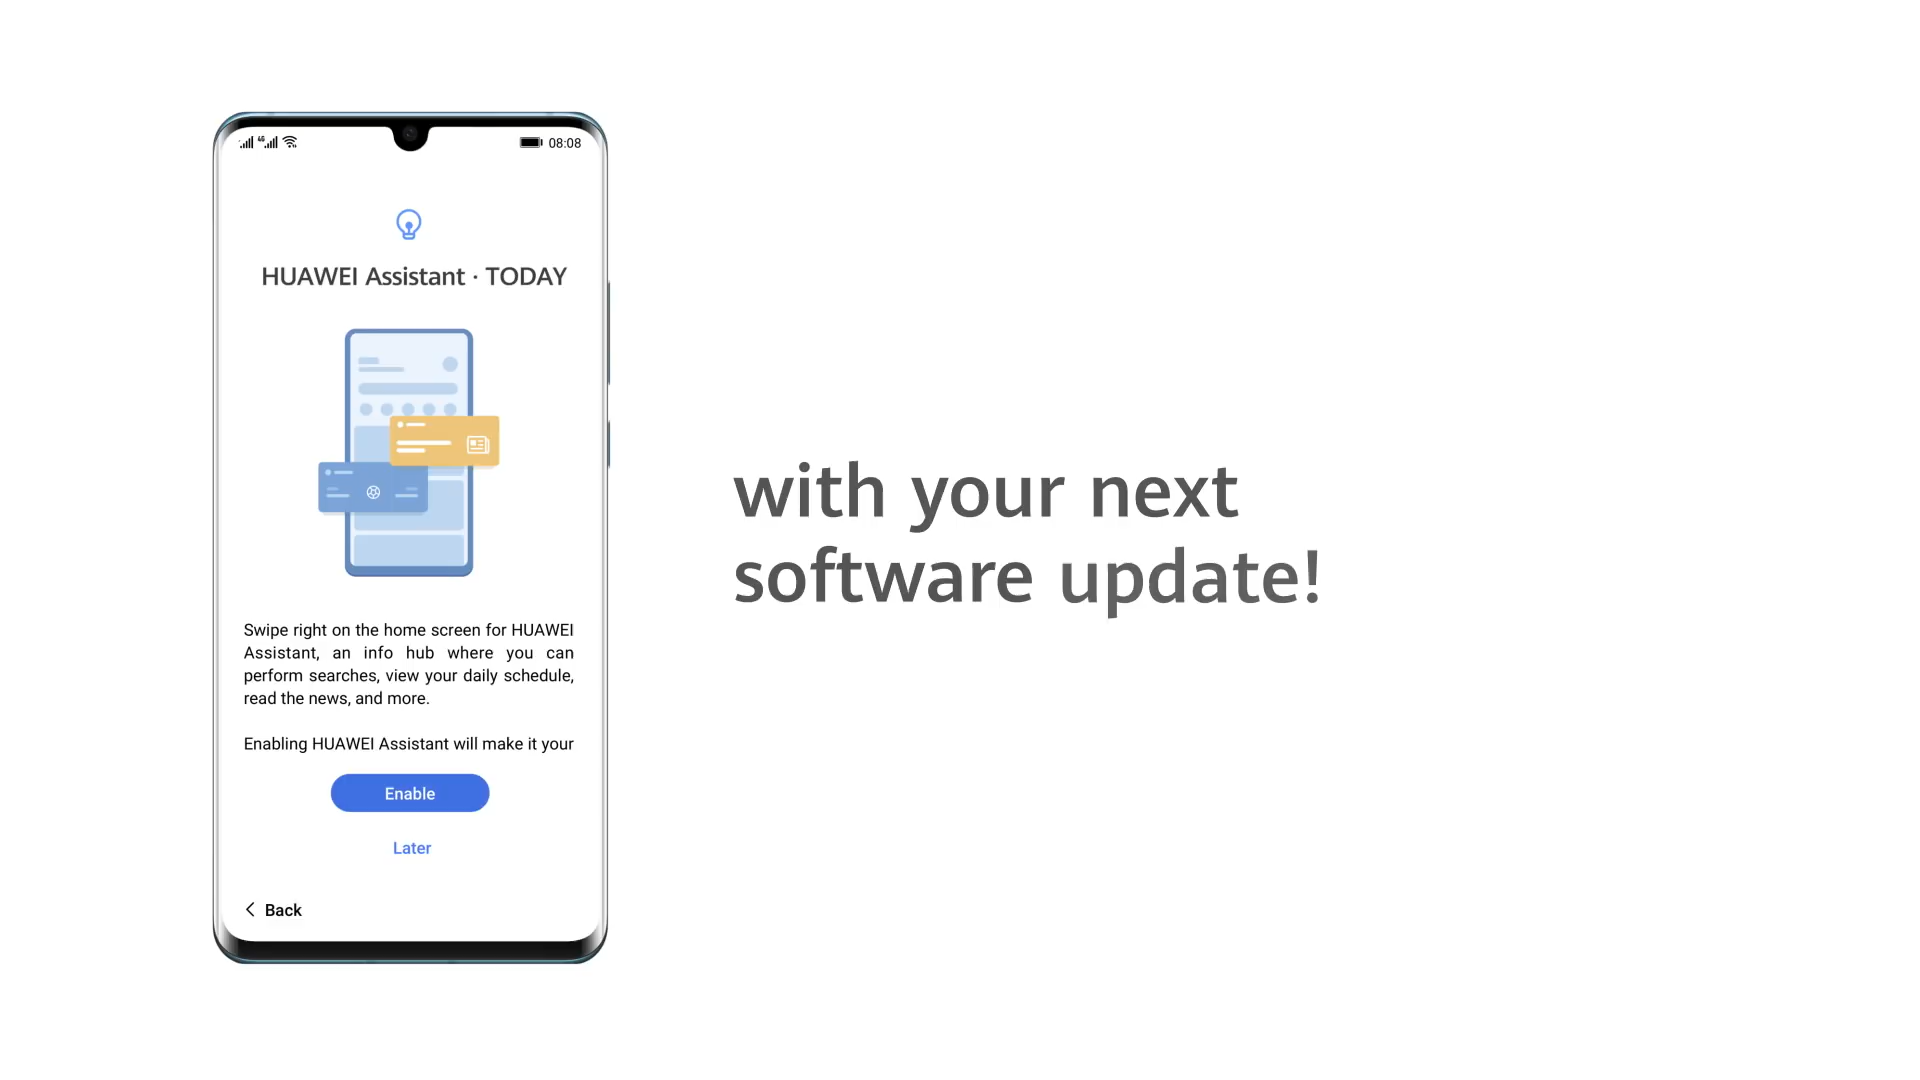 4G
08:08
HUAWEI Assistant · TODAY
Swipe right on the home screen for HUAWEI
Assistant, an info hub where you can
perform searches, view your daily schedule,
read the news, and more.
Enabling HUAWEI Assistant will make it your
Enable
Later
Back
with your next
software update!